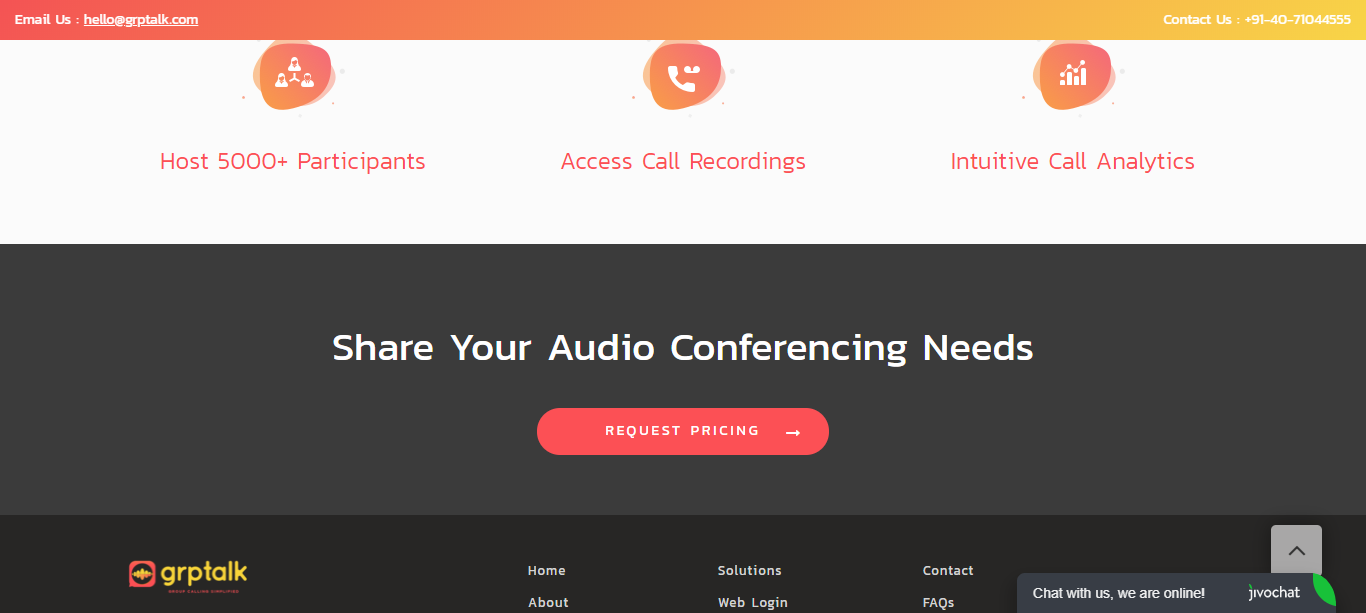 Email Us : hello@grptalk.com
Contact Us : +91-40-71044555
Host 5000+ Participants
Access Call Recordings
Intuitive Call Analytics
Share Your Audio Conferencing Needs
REQUEST PRICING
grptalk
GROUP CALLING SIMPLIFIED
Home
Solutions
Contact
About
Web Login
FAQs
Chat with us, we are online!
jivochat